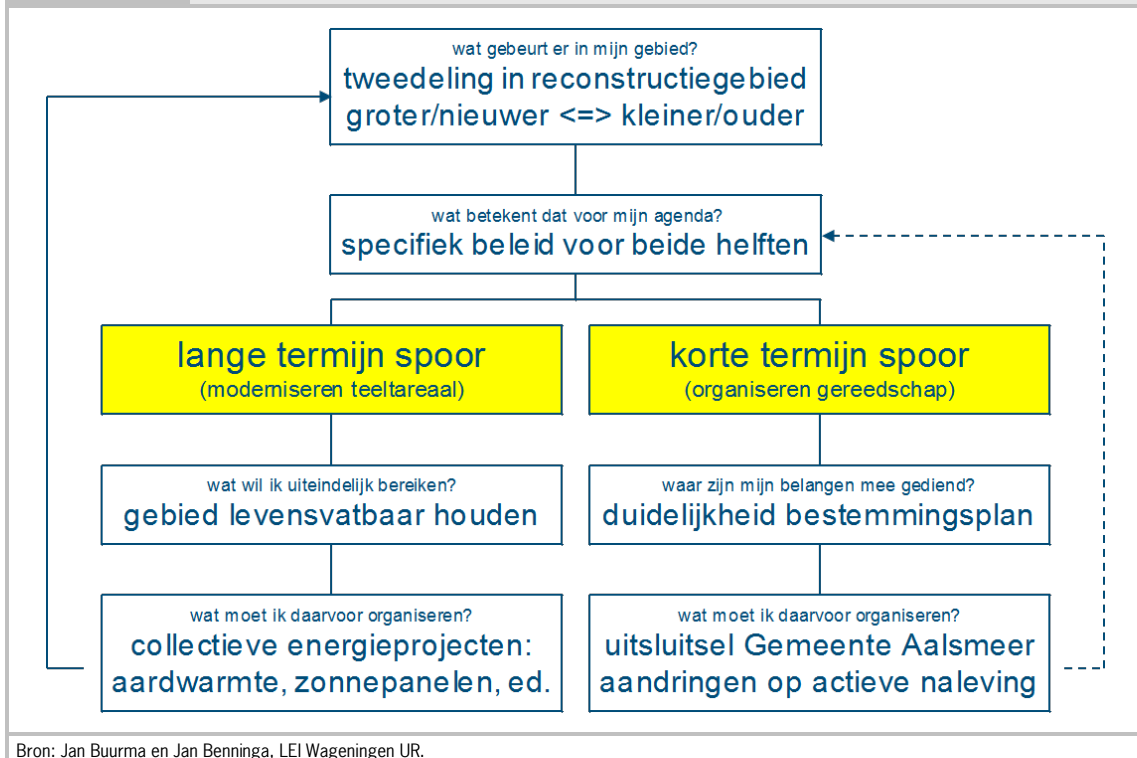 wat gebeurt er in mijn gebied?
tweedeling in reconstructiegebied
groter/nieuwer <=> kleiner/ouder
wat betekent dat voor mijn agenda?
specifiek beleid voor beide helften
lange termijn spoor
(moderniseren teeltareaal)
korte termijn spoor
(organiseren gereedschap)
wat wil ik uiteindelijk bereiken?
gebied levensvatbaar houden
waar zijn mijn belangen mee gediend?
duidelijkheid bestemmingsplan
wat moet ik daarvoor organiseren?
collectieve energieprojecten:
aardwarmte, zonnepanelen, ed.
wat moet ik daarvoor organiseren?
uitsluitsel Gemeente Aalsmeer
aandringen op actieve naleving
Bron: Jan Buurma en Jan Benninga, LEI Wageningen UR.